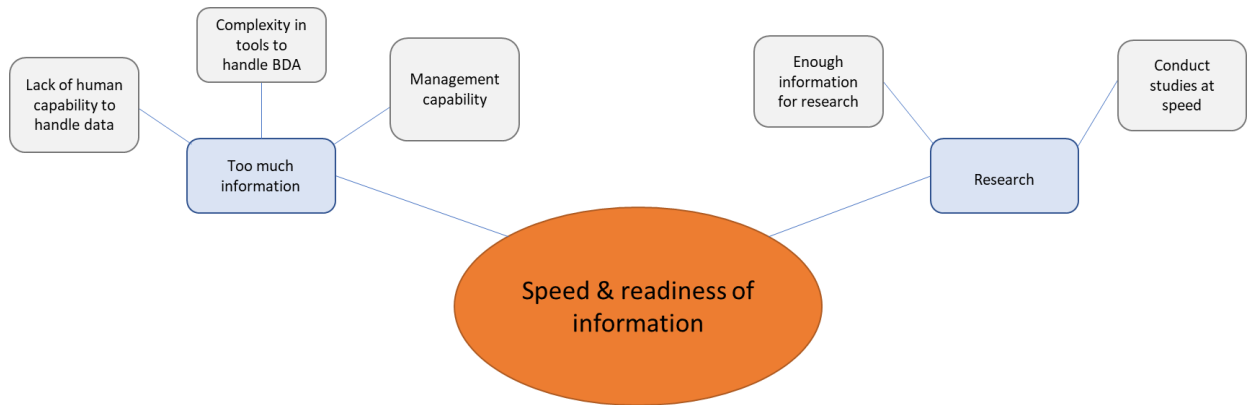 Complexity in
tools to
handle BDA
Lack of human
capability to
handle data
Management
capability
Enough
information
for research
Conduct
studies at
speed
Too much
information
Research
Speed & readiness of
information